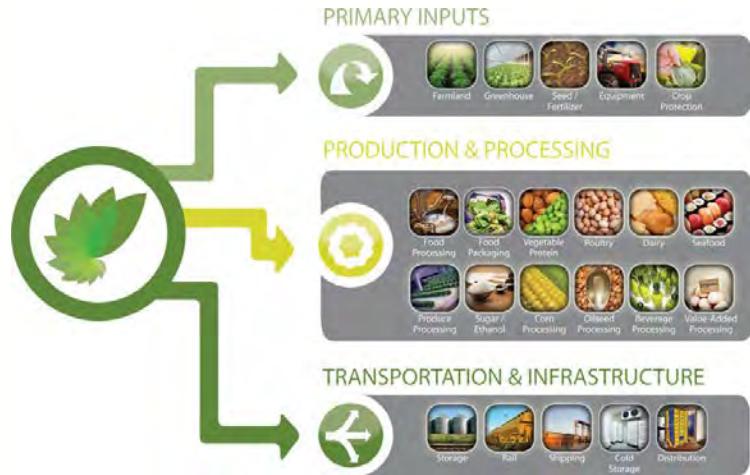 PRIMARY INPUTS
Farmland Greenhouse Seed / Equipment Crop
Fertilizer Protection
PRODUCTION & PROCESSING
Food Food Vegetable Poultry Dairy Seafood
Processing Packaging Protein
Produce Sugar / Corn Oilseed Beverage Value-Added
Processing Ethanol Processing Processing Processing Processing
TRANSPORTATION & INFRASTRUCTURE
Storage Rail Shipping Cold Distribution
Storage